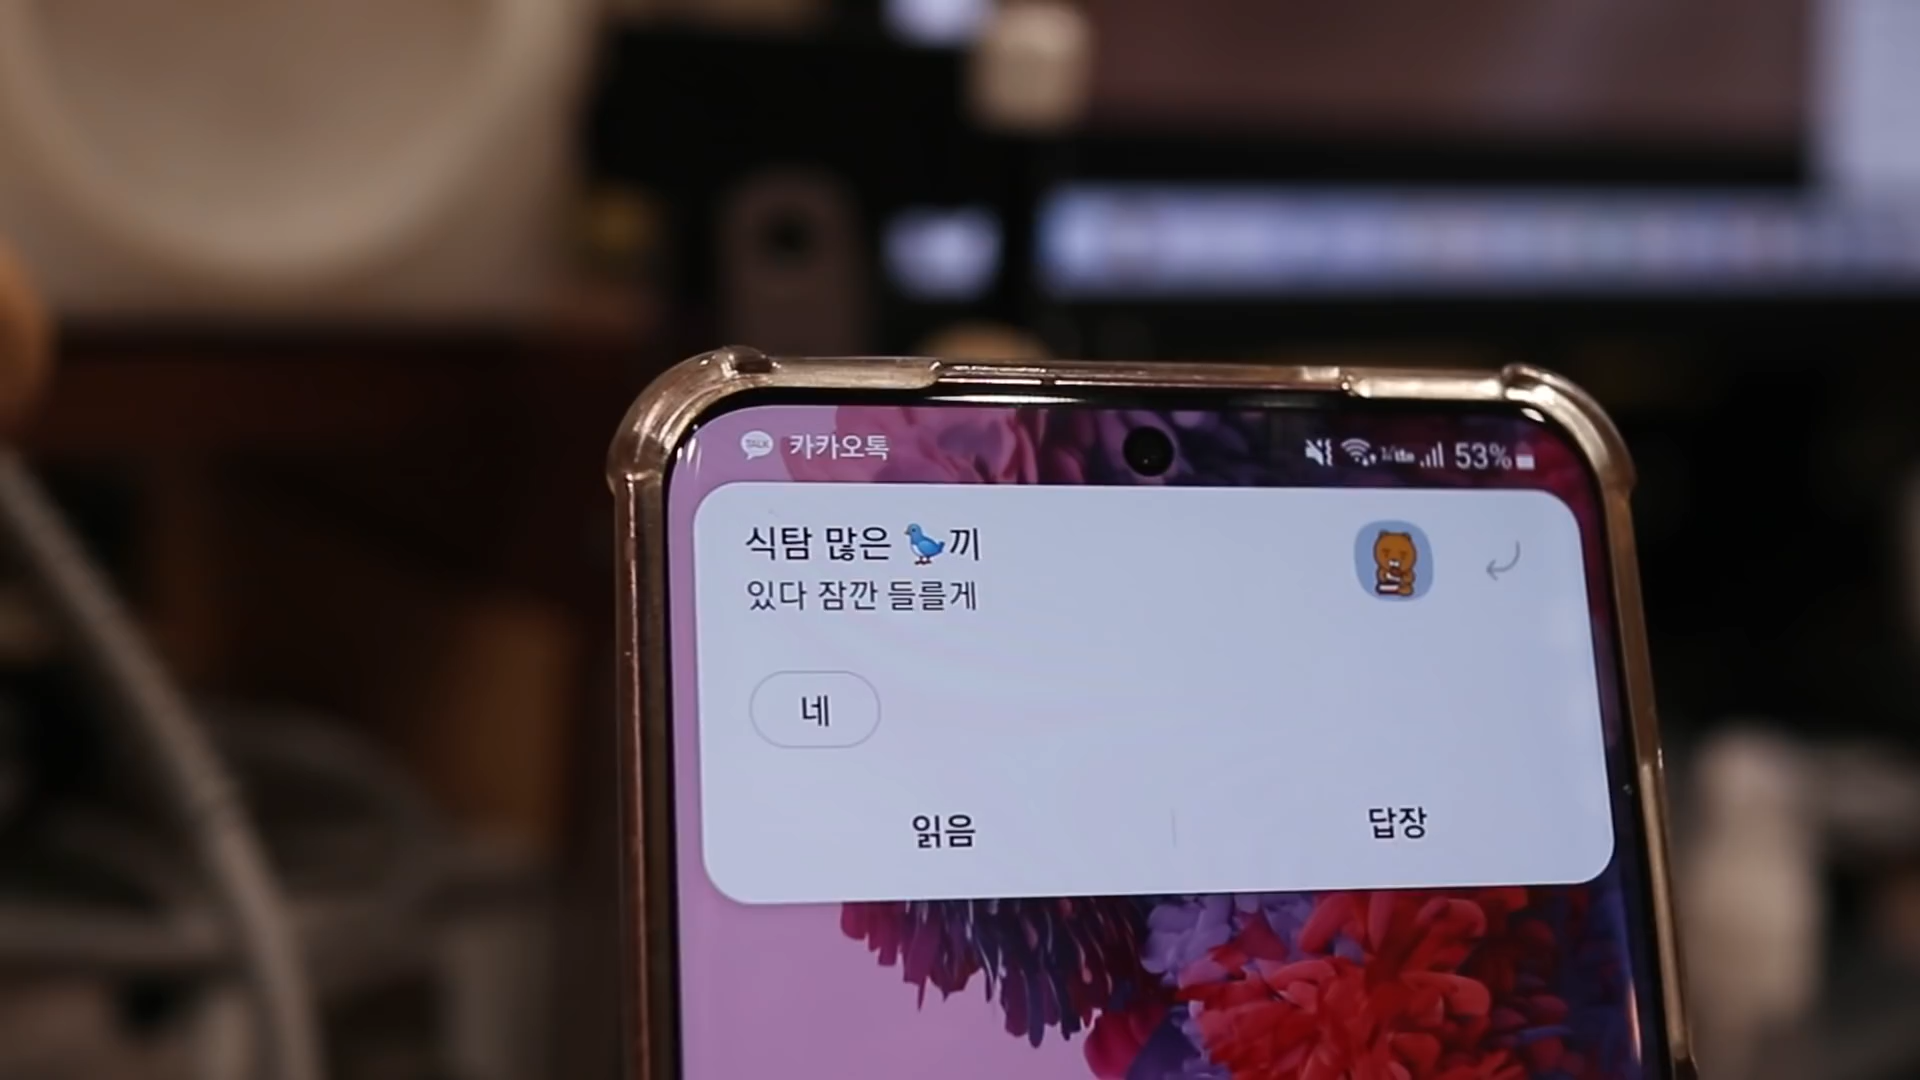 TALK 카카오톡 53%
식탐 많은 🐦끼
있다 잠깐 들를게
네
읽음 답장